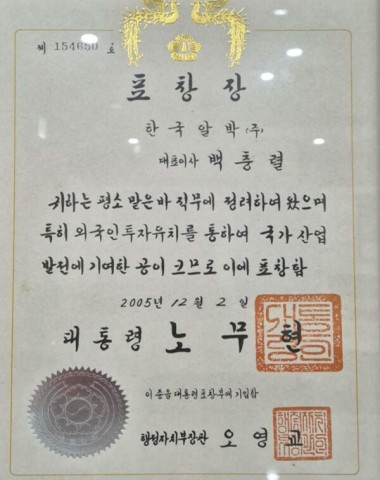 제 154650 호
표 창 장
한 국 알 박 (주)
대표이사 백 충 렬
귀하는 평소 맡은바 직무에 정려하여 왔으며
특히 외국인 투자유치를 통하여 국가 산업
발전에 기여한 공이 크므로 이에 표창함
2005년 12월 2일
대 통 령 노 무 현
이 증을 대통령표창부에 기입함
행정자치부장관 오 영 교